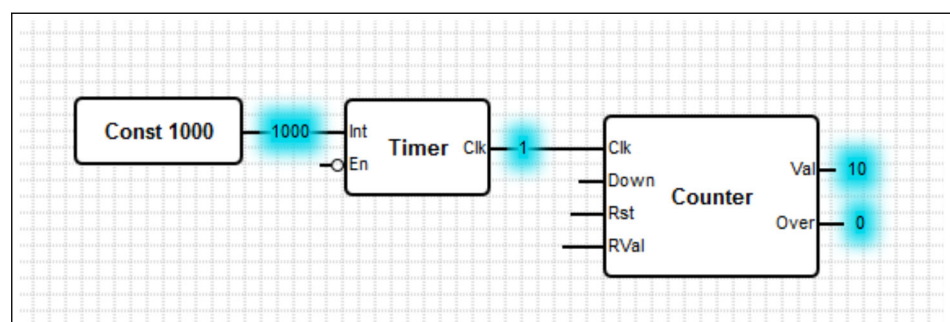 Const 1000
1000
Int
En
Timer
Clk
1
Clk
Down
Rst
RVal
Counter
Val
Over
10
0